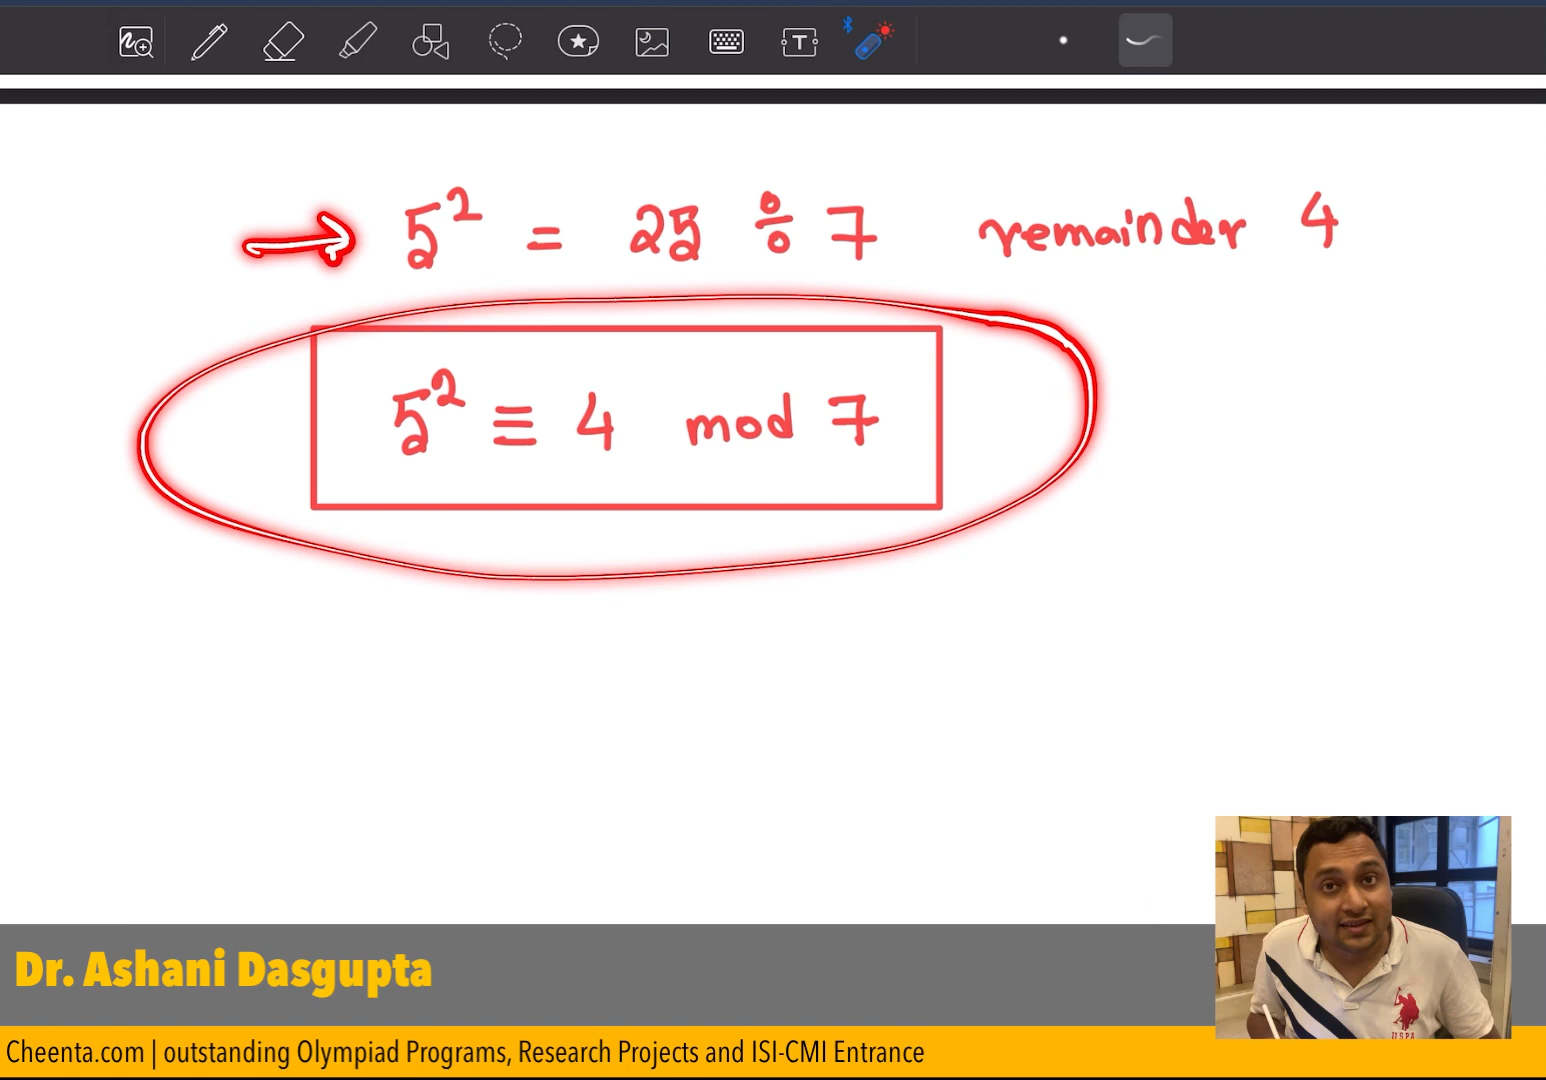 → 5² = 25 ÷ 7 remainder 4
5² ≡ 4 mod 7
Dr. Ashani Dasgupta
USPA
Cheenta.com | outstanding Olympiad Programs, Research Projects and ISI-CMI Entrance